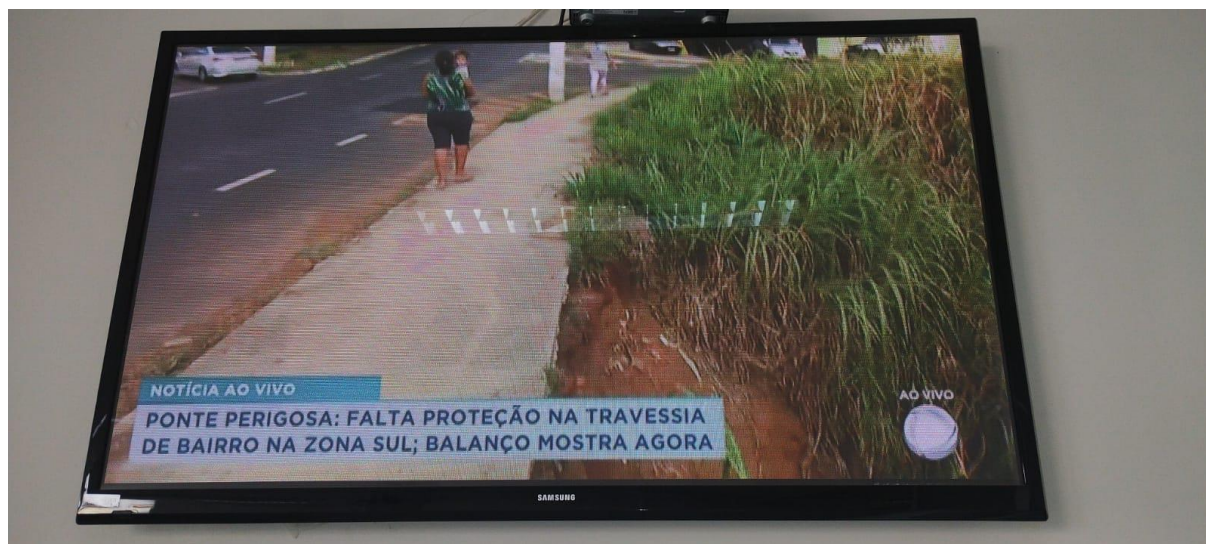 NOTÍCIA AO VIVO
PONTE PERIGOSA: FALTA PROTEÇÃO NA TRAVESSIA
DE BAIRRO NA ZONA SUL; BALANÇO MOSTRA AGORA
AO VIVO
SAMSUNG